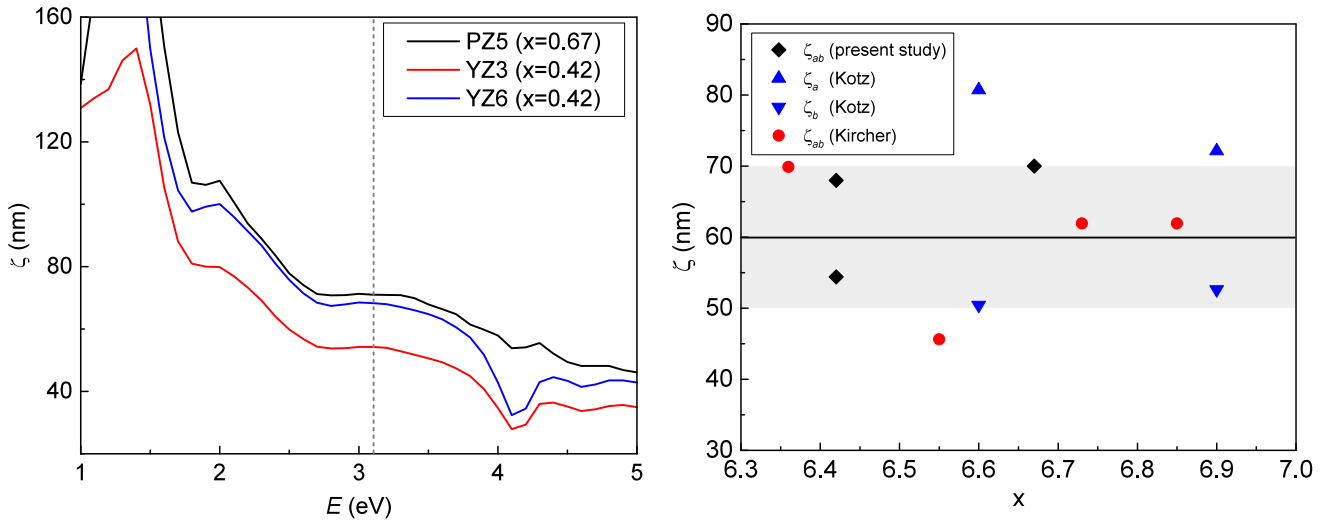 160
120
80
40
ζ (nm)
1
2
3
4
5
E (eV)
PZ5 (x=0.67)
YZ3 (x=0.42)
YZ6 (x=0.42)
90
80
70
60
50
40
30
ζ (nm)
6.3
6.4
6.5
6.6
6.7
6.8
6.9
7.0
x
ζab (present study)
ζa (Kotz)
ζb (Kotz)
ζab (Kircher)